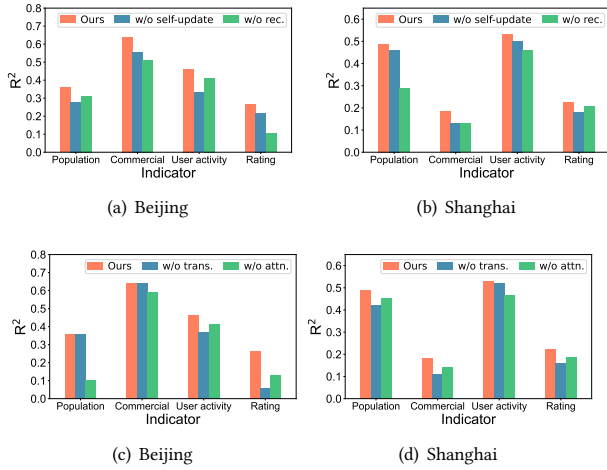 Ours w/o self-update w/o rec.
0.8
0.7
0.6
0.5
0.4
0.3
0.2
0.1
0.0
R²
Population Commercial User activity Rating
Indicator
(a) Beijing
Ours w/o self-update w/o rec.
0.6
0.5
0.4
0.3
0.2
0.1
0.0
R²
Population Commercial User activity Rating
Indicator
(b) Shanghai
Ours w/o trans. w/o attn.
0.8
0.7
0.6
0.5
0.4
0.3
0.2
0.1
0.0
R²
Population Commercial User activity Rating
Indicator
(c) Beijing
Ours w/o trans. w/o attn.
0.6
0.5
0.4
0.3
0.2
0.1
0.0
R²
Population Commercial User activity Rating
Indicator
(d) Shanghai